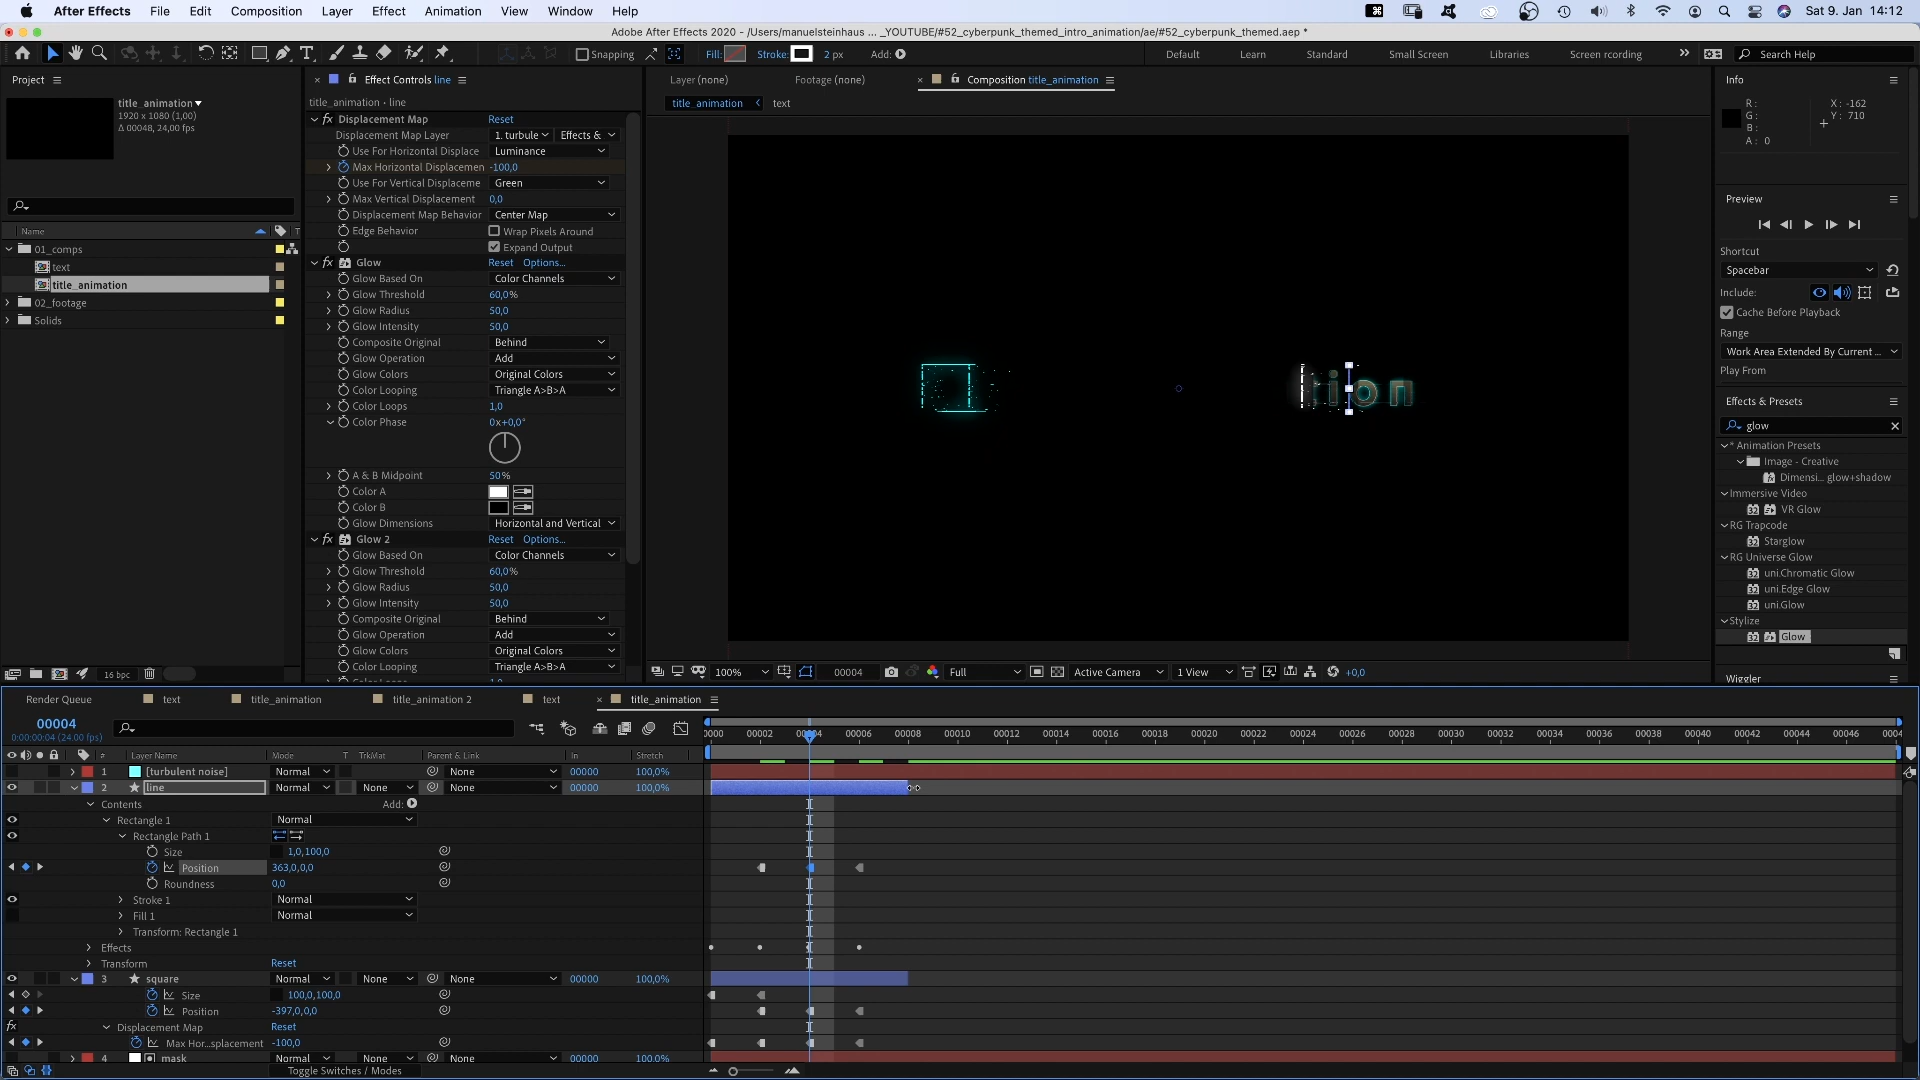 After Effects File Edit Composition Layer Effect Animation View Window Help Sat 9. Jan 14:12
Adobe After Effects 2020 - /Users/manuelsteinhaus ... _YOUTUBE/#52_cyberpunk_themed_intro_animation/ae/#52_cyberpunk_themed.aep *
Snapping Fill: Stroke: 2 px Add: Default Learn Standard Small Screen Libraries Screen rcording Search Help
Project
title_animation
1920 x 1080 (1,00)
Δ 00048, 24,00 fps)
Name T
01_comps
text
title_animation
02_footage
Solids
16 bpc
Effect Controls line
title_animation • line
Displacement Map Reset
Displacement Map Layer 1. turbule Effects &
Use For Horizontal Displace Luminance
Max Horizontal Displacemen -100,0
Use For Vertical Displaceme Green
Max Vertical Displacement 0,0
Displacement Map Behavior Center Map
Edge Behavior Wrap Pixels Around
Expand Output
Glow Reset Options...
Glow Based On Color Channels
Glow Threshold 60,0%
Glow Radius 50,0
Glow Intensity 50,0
Composite Original Behind
Glow Operation Add
Glow Colors Original Colors
Color Looping Triangle A>B>A
Color Loops 1,0
Color Phase 0x+0,0°
A & B Midpoint 50%
Color A
Color B
Glow Dimensions Horizontal and Vertical
Glow 2 Reset Options...
Glow Based On Color Channels
Glow Threshold 60,0%
Glow Radius 50,0
Glow Intensity 50,0
Composite Original Behind
Glow Operation Add
Glow Colors Original Colors
Color Looping Triangle A>B>A
Layer (none) Footage (none) Composition title_animation
title_animation < text
tion
100% 00004 Full Active Camera 1 View +0,0
Info
R: X: -162
G: Y: 710
B:
A: 0
Preview
Shortcut
Spacebar
Include:
Cache Before Playback
Range
Work Area Extended By Current ...
Play From
Effects & Presets
glow
* Animation Presets
Image - Creative
Dimensi... glow+shadow
Immersive Video
VR Glow
RG Trapcode
Starglow
RG Universe Glow
uni.Chromatic Glow
uni.Edge Glow
uni.Glow
Stylize
Glow
Wiggler
Render Queue text title_animation title_animation 2 text title_animation
00004
0:00:00:04 (24.00 fps)
0000 00002 00004 00006 00008 00010 00012 00014 00016 00018 00020 00022 00024 00026 00028 00030 00032 00034 00036 00038 00040 00042 00044 00046 0004
# Layer Name Mode T TrkMat Parent & Link In Stretch
1 [turbulent noise] Normal None 00000 100,0%
2 line Normal None None 00000 100,0%
Contents Add:
Rectangle 1 Normal
Rectangle Path 1
Size 1,0,100,0
Position 363,0,0,0
Roundness 0,0
Stroke 1 Normal
Fill 1 Normal
Transform: Rectangle 1
Effects
Transform Reset
3 square Normal None None 00000 100,0%
Size 100,0,100,0
Position -397,0,0,0
Displacement Map Reset
Max Hor...splacement -100,0
4 mask Normal None None 00000 100,0%
Toggle Switches / Modes